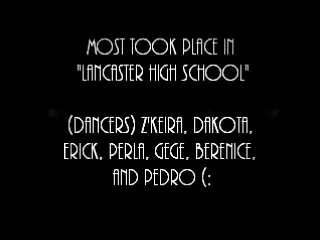 MOST TOOK PLACE IN
"LANCASTER HIGH SCHOOL"
(DANCERS) Z'KEIRA, DAKOTA,
ERICK, PERLA, GEGE, BERENICE,
AND PEDRO (: